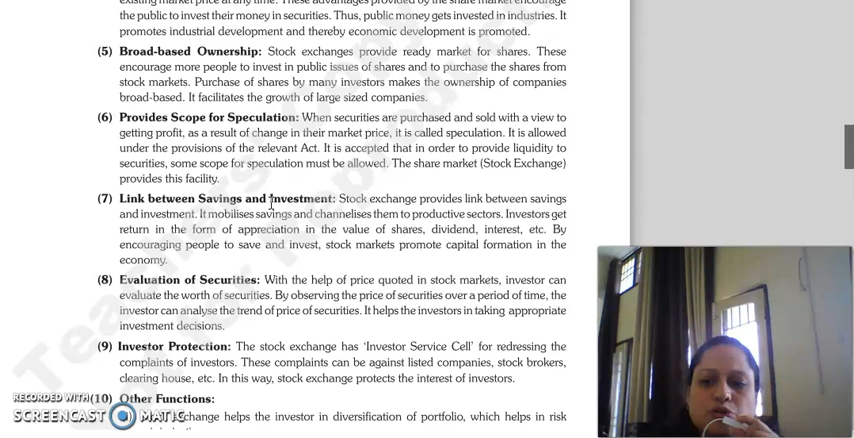 existing market price at any time. These advantages provided by the share market encourage
the public to invest their money in securities. Thus, public money gets invested in industries. It
promotes industrial development and thereby economic development is promoted.
(5) Broad-based Ownership: Stock exchanges provide ready market for shares. These
encourage more people to invest in public issues of shares and to purchase the shares from
stock markets. Purchase of shares by many investors makes the ownership of companies
broad-based. It facilitates the growth of large sized companies.
(6) Provides Scope for Speculation: When securities are purchased and sold with a view to
getting profit, as a result of change in their market price, it is called speculation. It is allowed
under the provisions of the relevant Act. It is accepted that in order to provide liquidity to
securities, some scope for speculation must be allowed. The share market (Stock Exchange)
provides this facility.
(7) Link between Savings and Investment: Stock exchange provides link between savings
and investment. It mobilises savings and channelises them to productive sectors. Investors get
return in the form of appreciation in the value of shares, dividend, interest, etc. By
encouraging people to save and invest, stock markets promote capital formation in the
economy.
(8) Evaluation of Securities: With the help of price quoted in stock markets, investor can
evaluate the worth of securities. By observing the price of securities over a period of time, the
investor can analyse the trend of price of securities. It helps the investors in taking appropriate
investment decisions.
(9) Investor Protection: The stock exchange has ‘Investor Service Cell’ for redressing the
complaints of investors. These complaints can be against listed companies, stock brokers,
clearing house, etc. In this way, stock exchange protects the interest of investors.
(10) Other Functions:
exchange helps the investor in diversification of portfolio, which helps in risk
RECORDED WITH
SCREENCAST MATIC